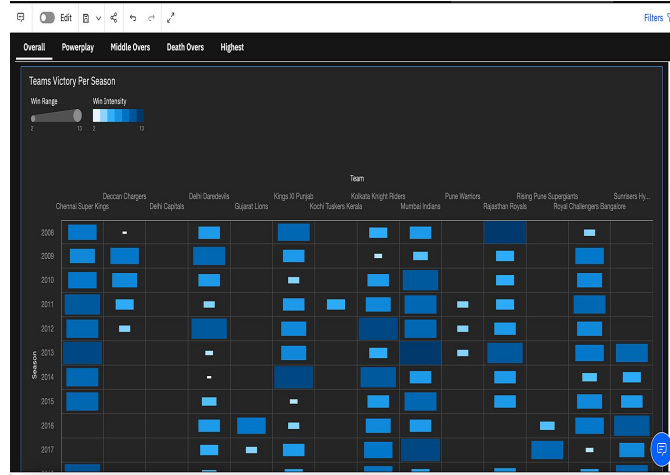 Edit
Filters
Overall Powerplay Middle Overs Death Overs Highest
Teams Victory Per Season
Win Range Win Intensity
2 13 2 13
Team
Deccan Chargers Delhi Daredevils Kings XI Punjab Kolkata Knight Riders Pune Warriors Rising Pune Supergiants Sunrisers Hy...
Chennai Super Kings Delhi Capitals Gujarat Lions Kochi Tuskers Kerala Mumbai Indians Rajasthan Royals Royal Challengers Bangalore
Season
2008
2009
2010
2011
2012
2013
2014
2015
2016
2017